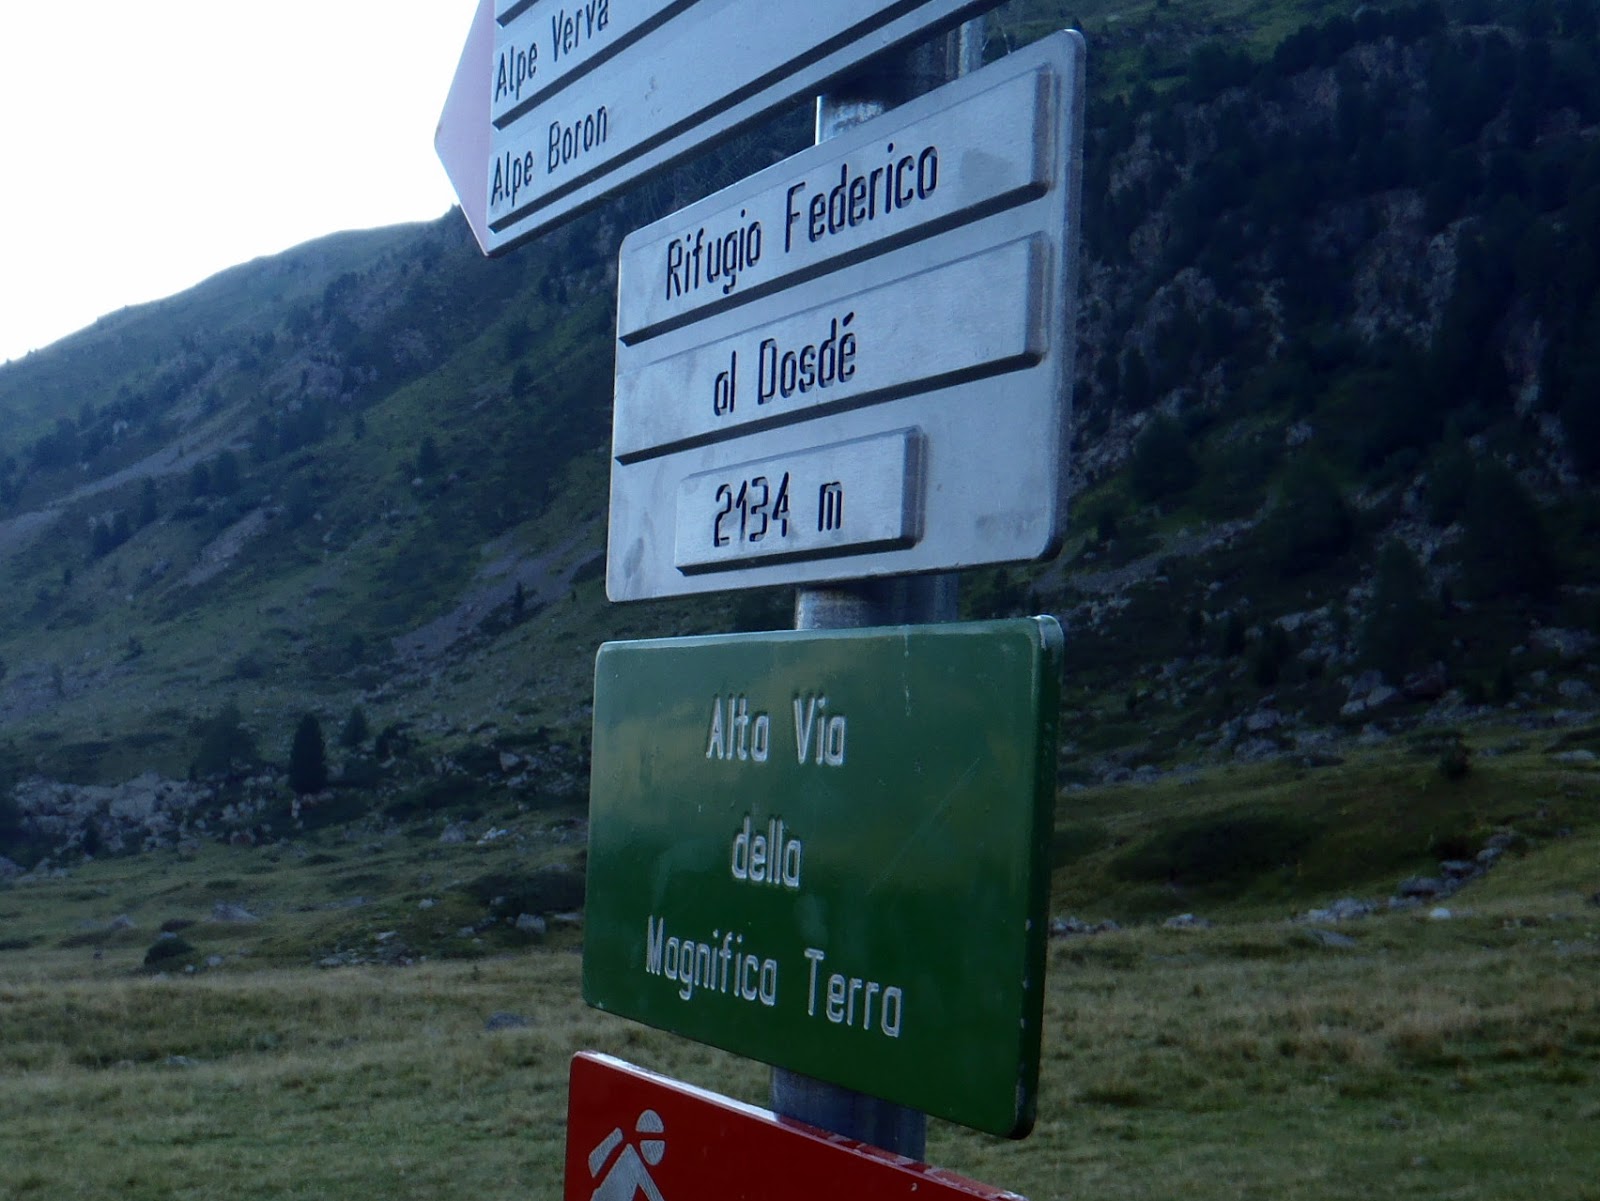 Alpe Verva
Alpe Boron
Rifugio Federico
al Dosdé
2134 m
Alta Via
della
Magnifica Terra